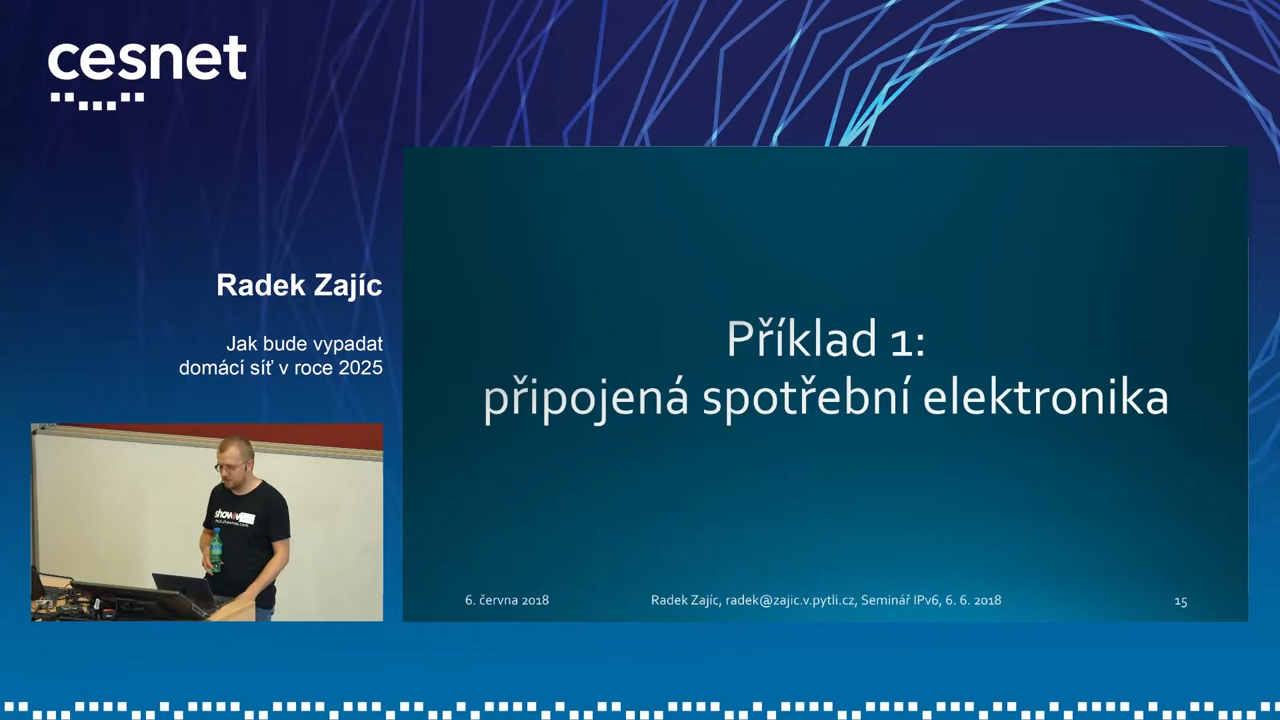 cesnet
Radek Zajíc
Jak bude vypadat
domácí síť v roce 2025
Příklad 1:
připojená spotřební elektronika
6. června 2018
Radek Zajíc, radek@zajic.v.pytli.cz, Seminář IPv6, 6. 6. 2018
15